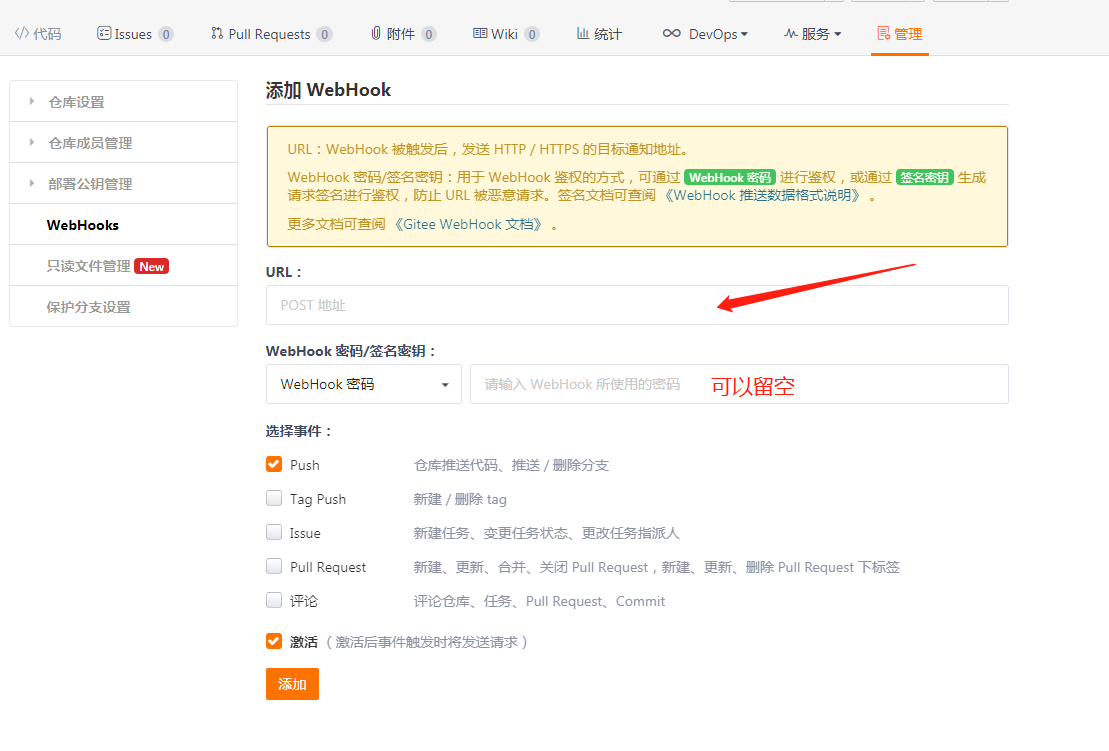 代码 Issues 0 Pull Requests 0 附件 0 Wiki 0 统计 DevOps 服务 管理
仓库设置
仓库成员管理
部署公钥管理
WebHooks
只读文件管理 New
保护分支设置
添加 WebHook
URL：WebHook 被触发后，发送 HTTP / HTTPS 的目标通知地址。
WebHook 密码/签名密钥：用于 WebHook 鉴权的方式，可通过 WebHook 密码 进行鉴权，或通过 签名密钥 生成
请求签名进行鉴权，防止 URL 被恶意请求。签名文档可查阅 《WebHook 推送数据格式说明》 。
更多文档可查阅 《Gitee WebHook 文档》 。
URL：
POST 地址
WebHook 密码/签名密钥：
WebHook 密码 请输入 WebHook 所使用的密码 可以留空
选择事件：
Push 仓库推送代码、推送 / 删除分支
Tag Push 新建 / 删除 tag
Issue 新建任务、变更任务状态、更改任务指派人
Pull Request 新建、更新、合并、关闭 Pull Request，新建、更新、删除 Pull Request 下标签
评论 评论仓库、任务、Pull Request、Commit
激活 （激活后事件触发时将发送请求）
添加